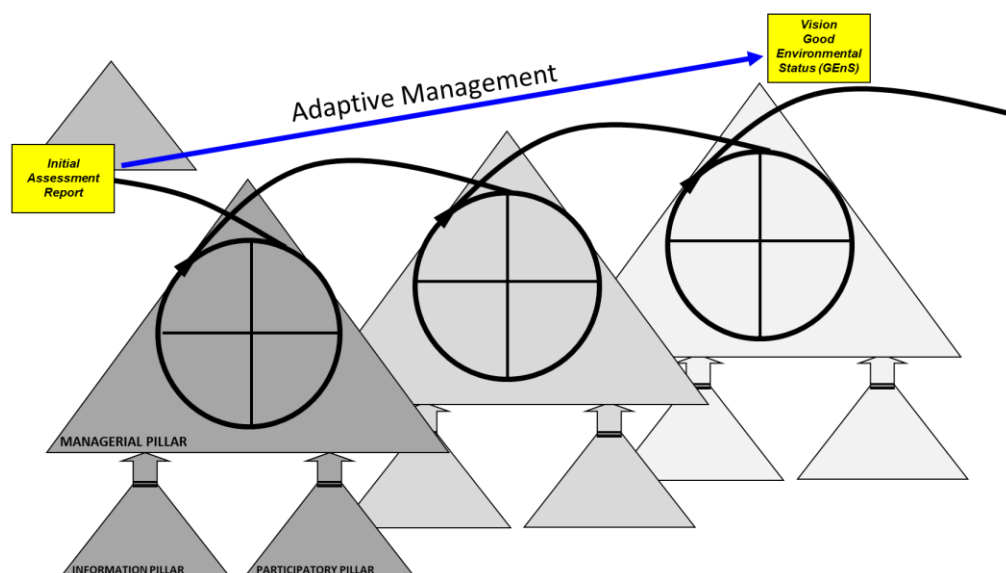 Vision
Good
Environmental
Status (GEnS)
Adaptive Management
Initial
Assessment
Report
MANAGERIAL PILLAR
INFORMATION PILLAR
PARTICIPATORY PILLAR